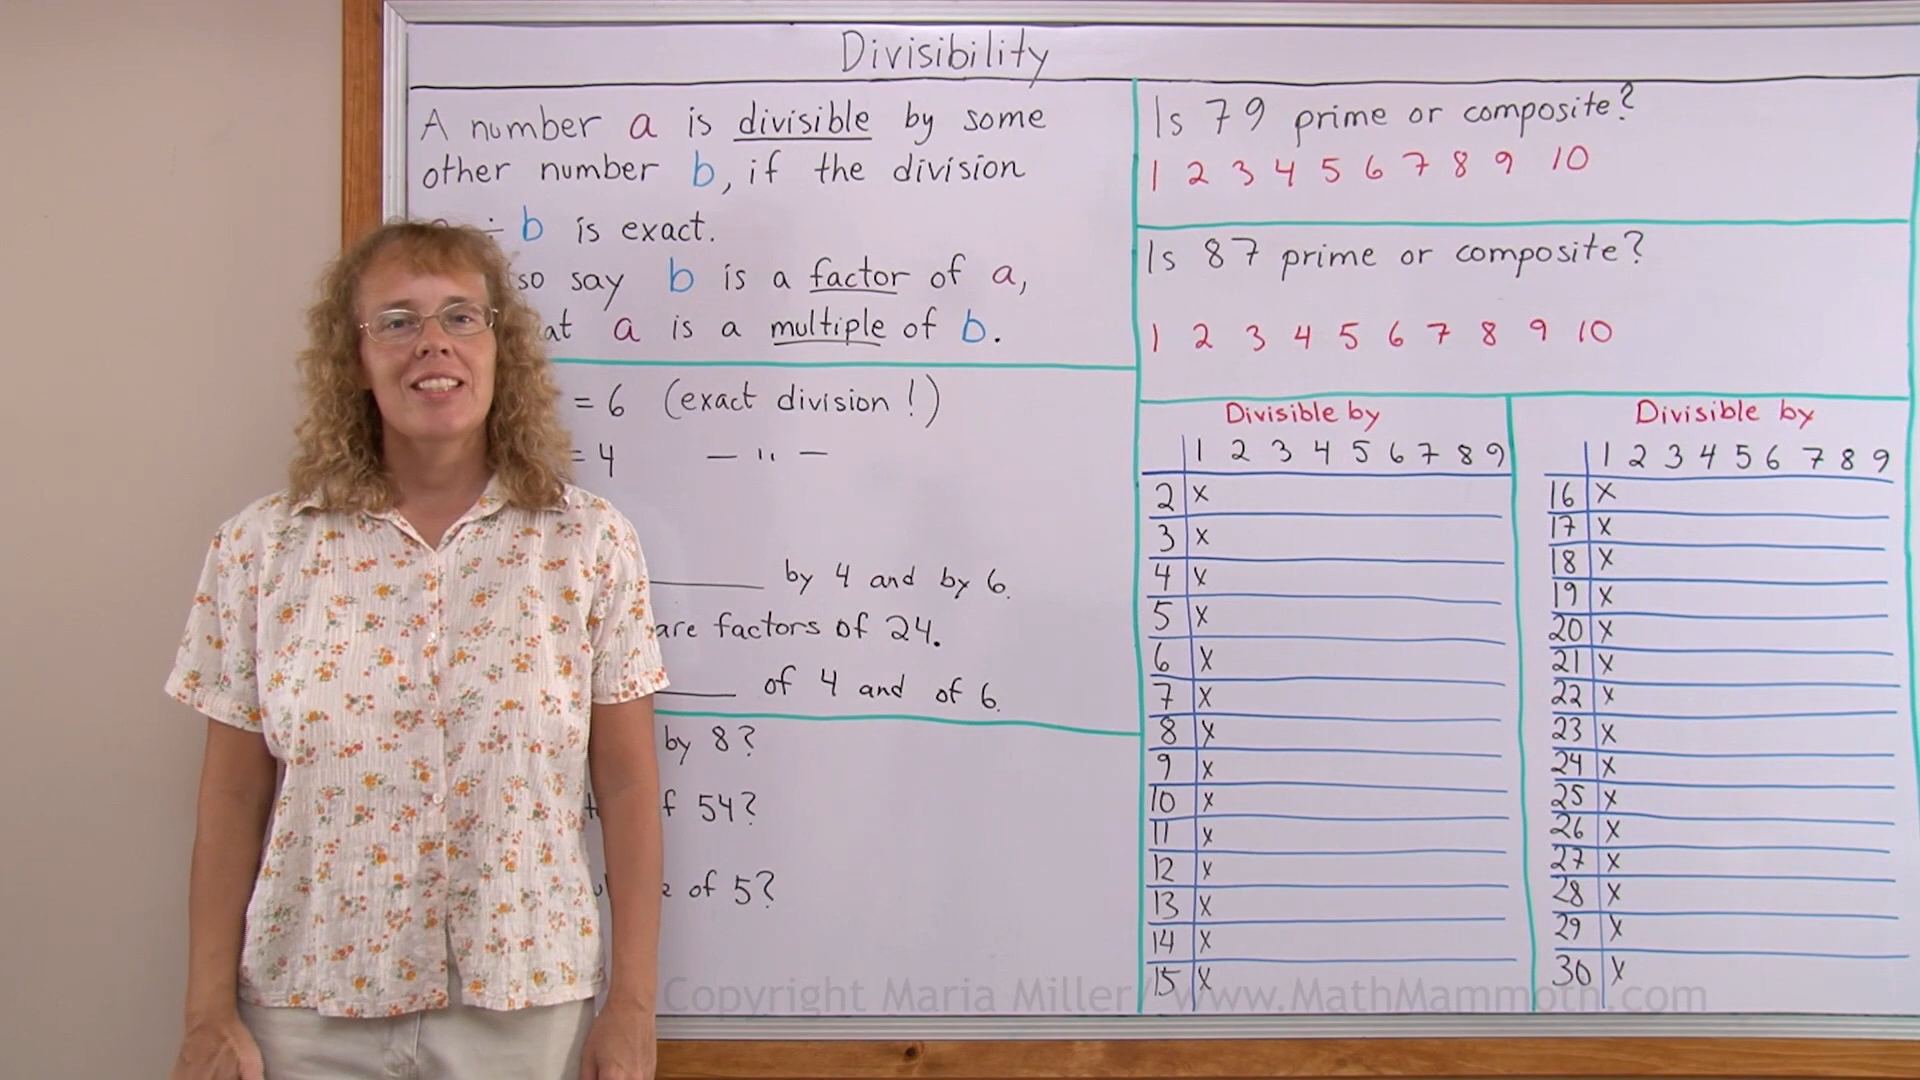 Divisibility
A number a is divisible by some
other number b, if the division
÷ b is exact.
so say b is a factor of a,
at a is a multiple of b.
= 6 (exact division!)
= 4 — " —
by 4 and by 6.
are factors of 24.
of 4 and of 6.
by 8?
f 54?
of 5?
Is 79 prime or composite?
1 2 3 4 5 6 7 8 9 10
Is 87 prime or composite?
1 2 3 4 5 6 7 8 9 10
Divisible by
1 2 3 4 5 6 7 8 9
2 x
3 x
4 x
5 x
6 x
7 x
8 x
9 x
10 x
11 x
12 x
13 x
14 x
15 x
Divisible by
1 2 3 4 5 6 7 8 9
16 x
17 x
18 x
19 x
20 x
21 x
22 x
23 x
24 x
25 x
26 x
27 x
28 x
29 x
30 x
Copyright Maria Miller / www.MathMammoth.com